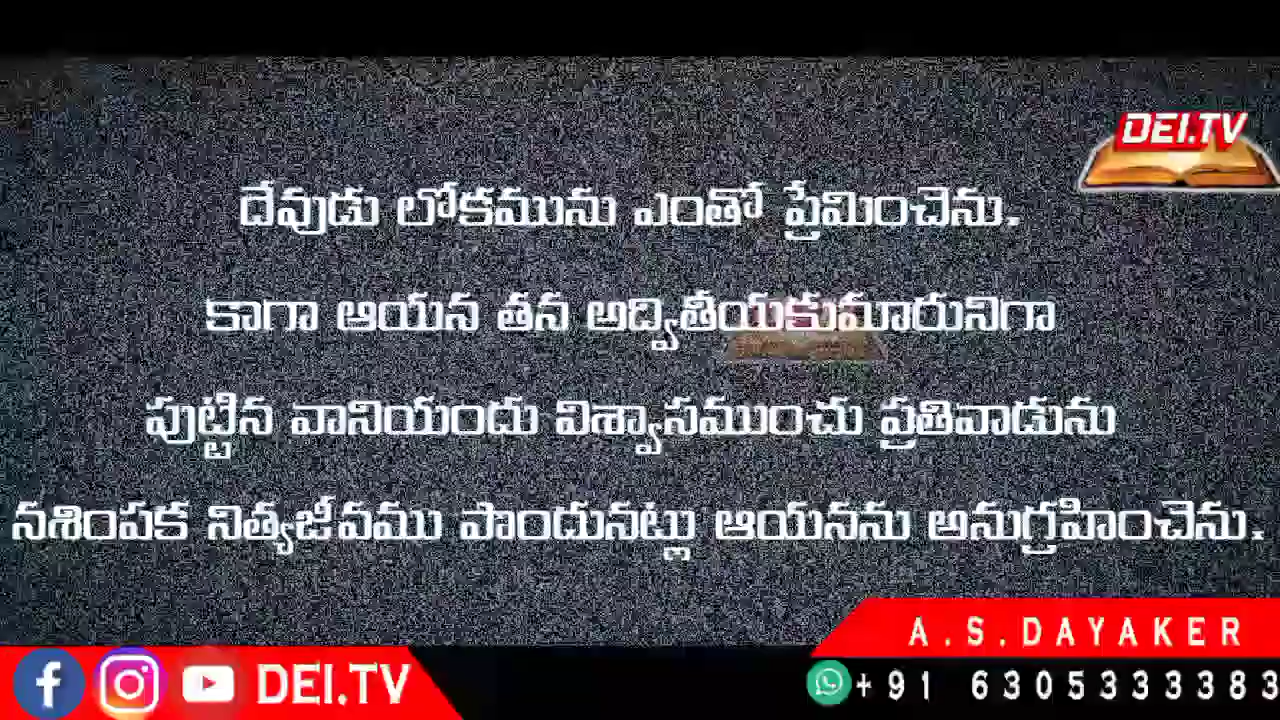 DEI.TV
దేవుడు లోకమును ఎంతో ప్రేమించెను.
కాగా ఆయన తన అద్వితీయకుమారునిగా
పుట్టిన వానియందు విశ్వాసముంచు ప్రతివాడును
నశింపక నిత్యజీవము పొందునట్లు ఆయనను అనుగ్రహించెను.
A.S.DAYAKER
DEI.TV
+91 6305333383